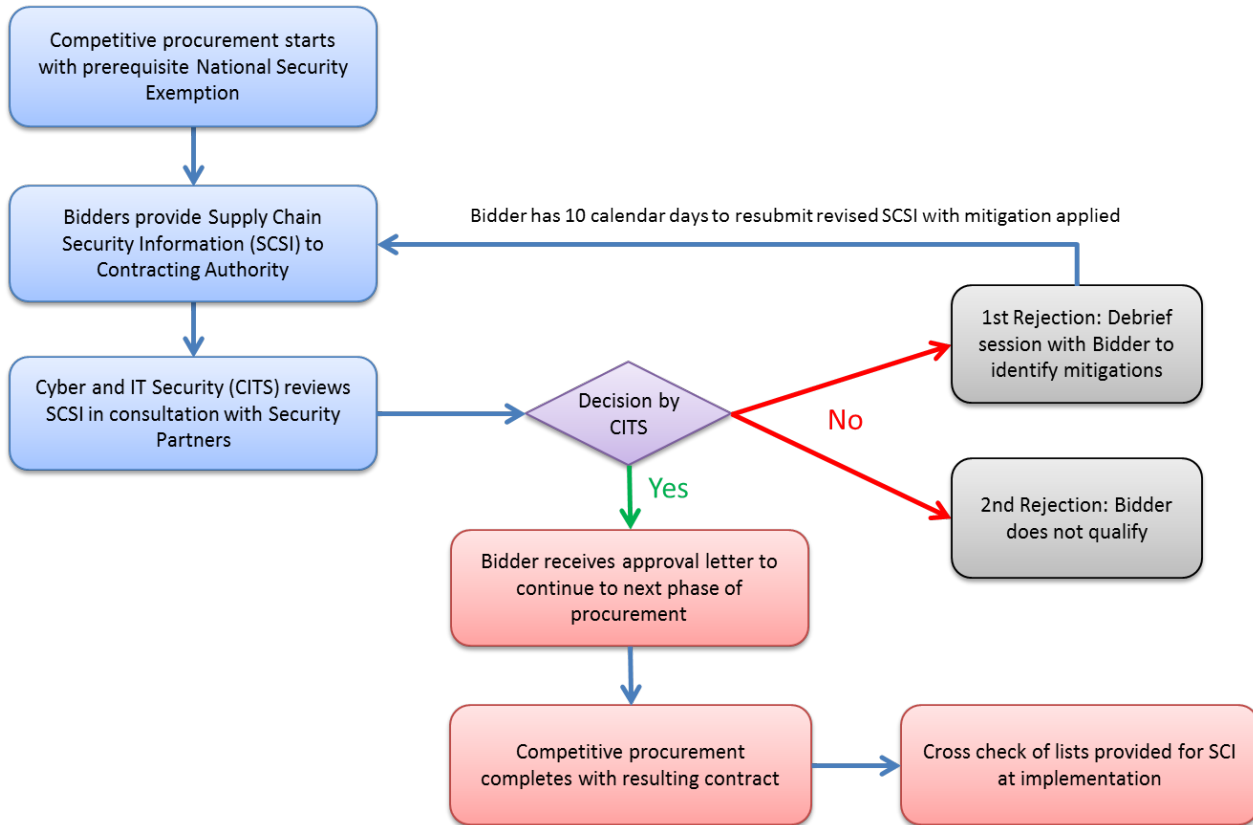 Competitive procurement starts
with prerequisite National Security
Exemption
Bidders provide Supply Chain
Security Information (SCSI) to
Contracting Authority
Bidder has 10 calendar days to resubmit revised SCSI with mitigation applied
Cyber and IT Security (CITS) reviews
SCSI in consultation with Security
Partners
Decision by
CITS
No
1st Rejection: Debrief
session with Bidder to
identify mitigations
2nd Rejection: Bidder
does not qualify
Yes
Bidder receives approval letter to
continue to next phase of
procurement
Competitive procurement
completes with resulting contract
Cross check of lists provided for SCI
at implementation